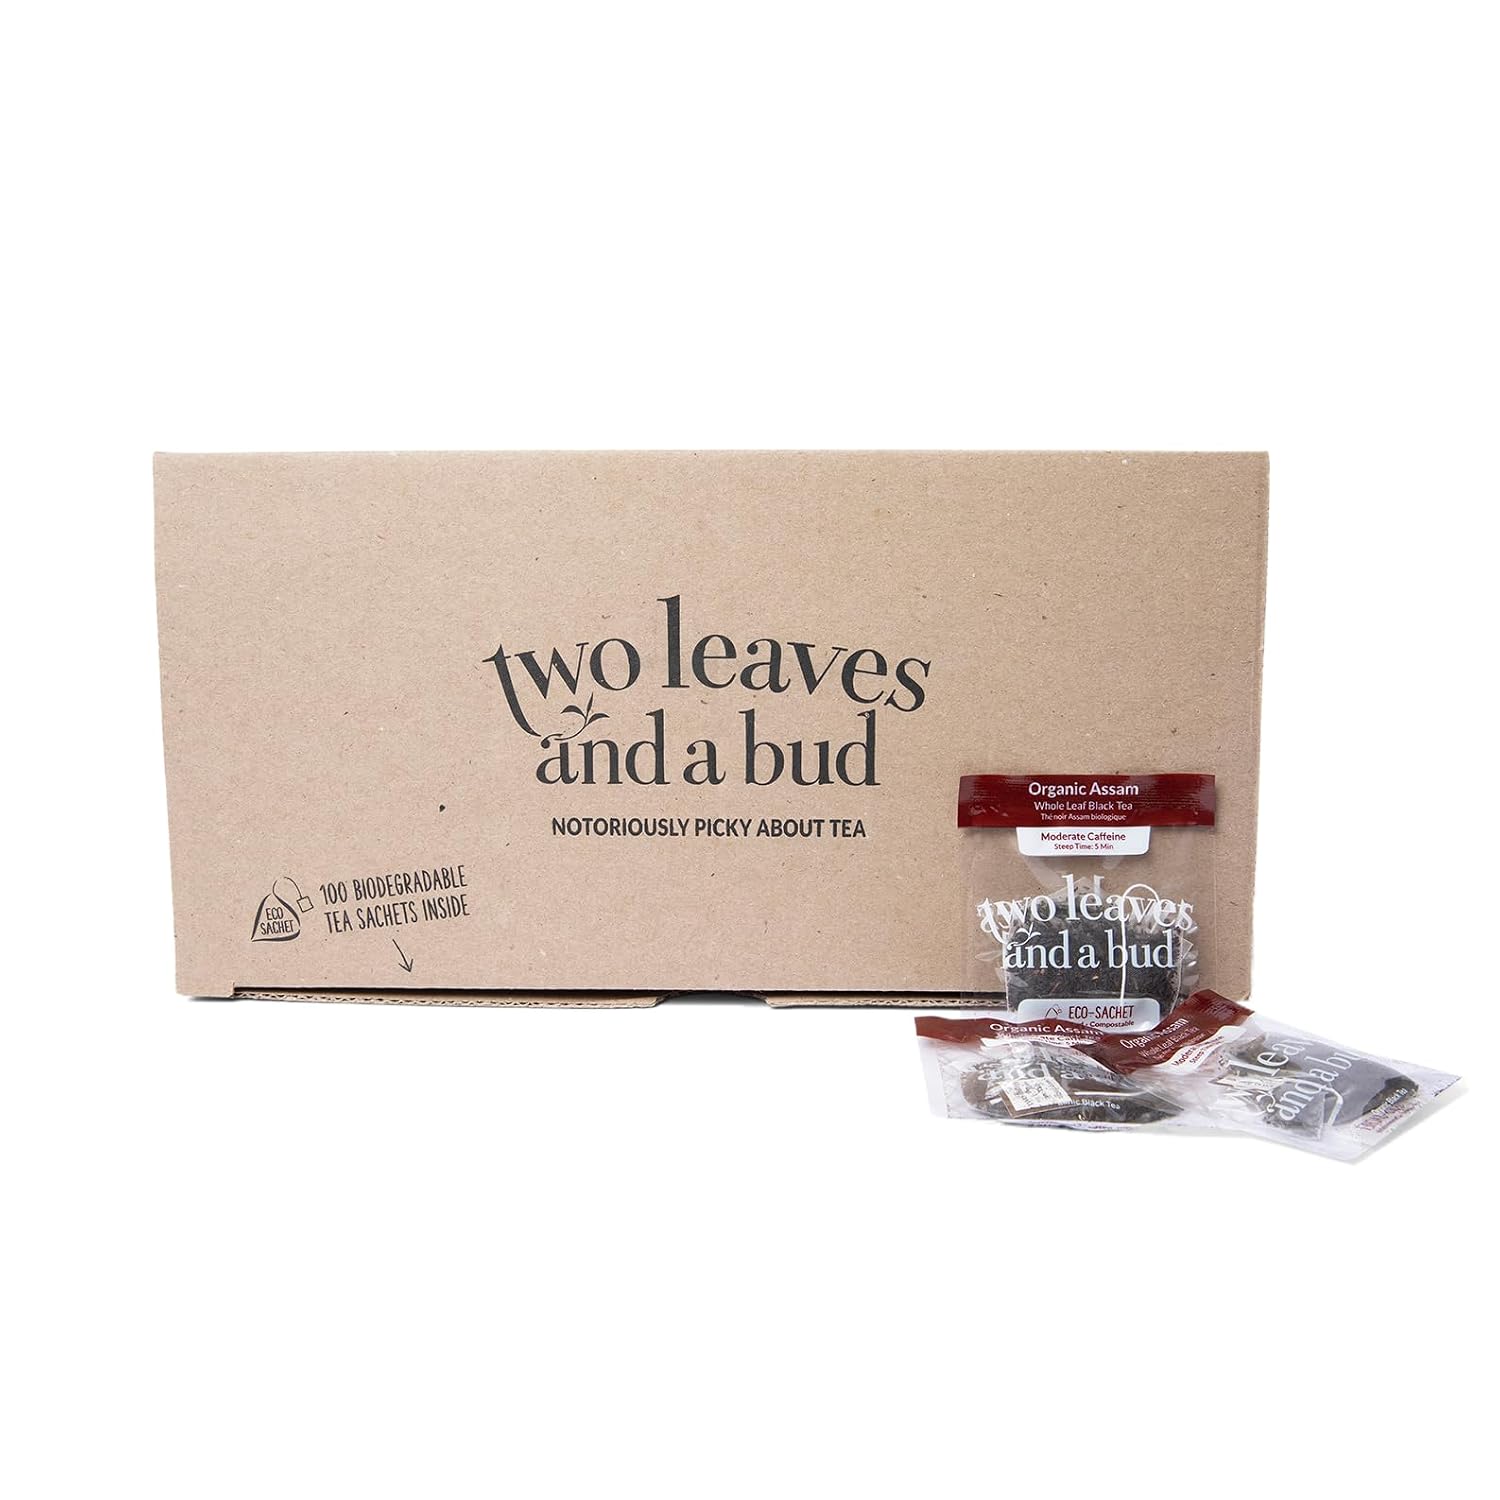 two leaves
and a bud
NOTORIOUSLY PICKY ABOUT TEA
ECO
SACHET
100 BIODEGRADABLE
TEA SACHETS INSIDE
Organic Assam
Whole Leaf Black Tea
Thé noir Assam biologique
Moderate Caffeine
Steep Time: 5 Min
two leaves
and a bud
ECO-SACHET
Compostable
Organic Assam
Black Tea
Organic Assam
Whole Leaf Black Tea
and a bud